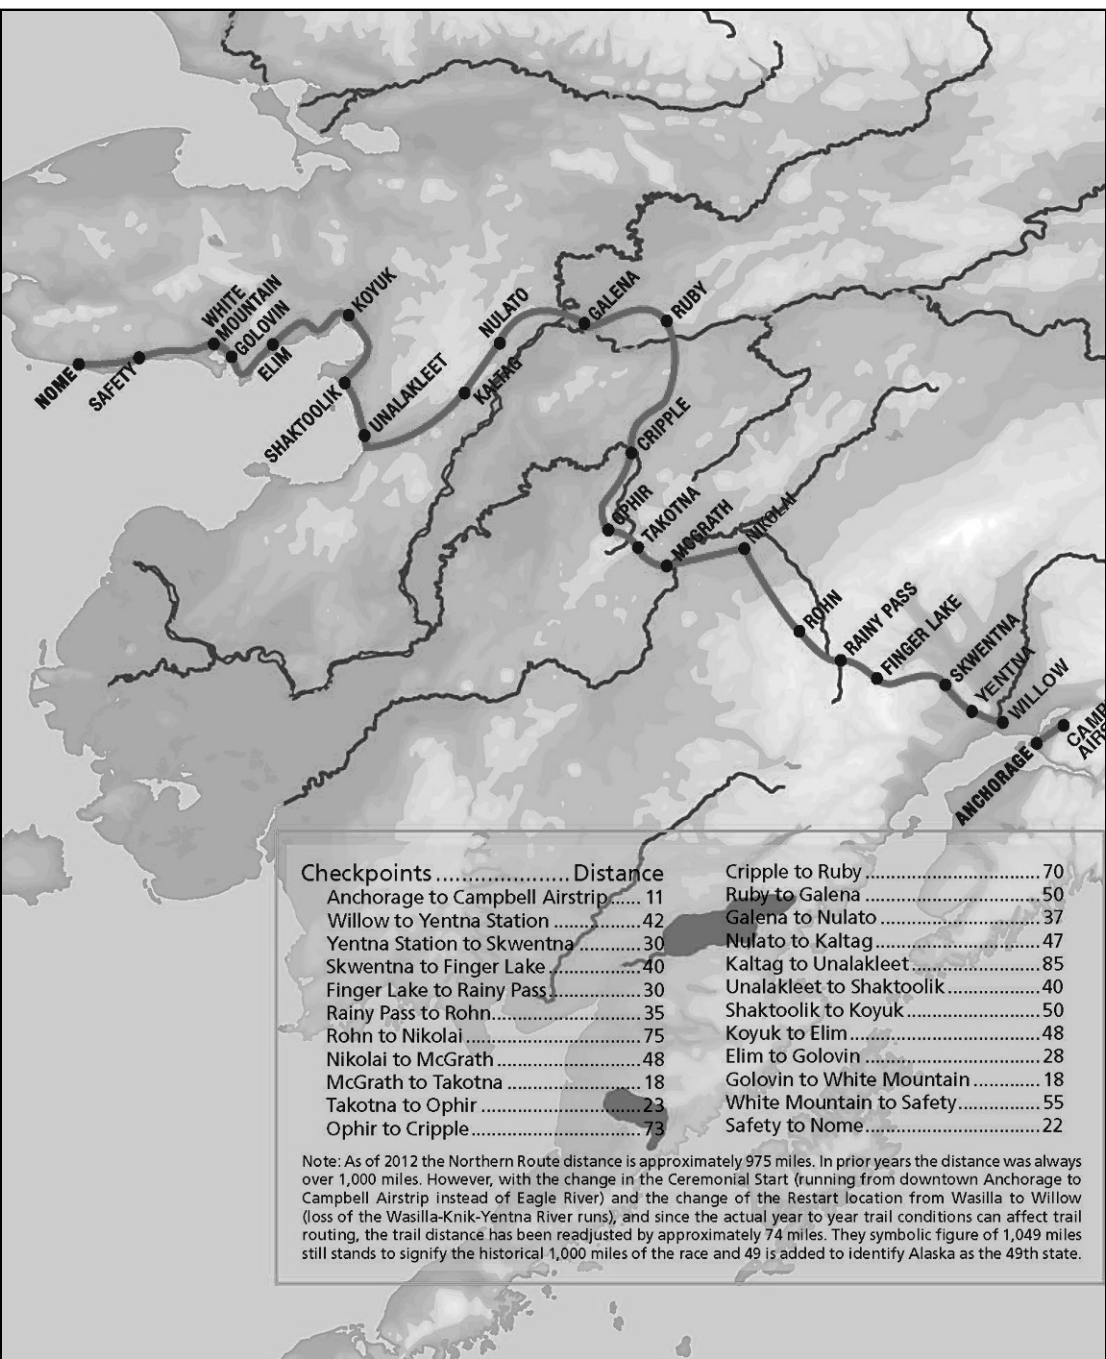 KOYUK
WHITE
MOUNTAIN
GOLOVIN
ELIM
NOME
SAFETY
SHAKTOOLIK
UNALAKLEET
NULATO
KALTAG
GALENA
RUBY
CRIPPLE
OPHIR
TAKOTNA
MCGRATH
NIKOLAI
ROHN
RAINY PASS
FINGER LAKE
SKWENTNA
YENTNA
WILLOW
ANCHORAGE
CAMP
AIRS
Checkpoints .................... Distance
Anchorage to Campbell Airstrip...... 11
Willow to Yentna Station ................ 42
Yentna Station to Skwentna ............ 30
Skwentna to Finger Lake................. 40
Finger Lake to Rainy Pass................. 30
Rainy Pass to Rohn........................... 35
Rohn to Nikolai ................................ 75
Nikolai to McGrath .......................... 48
McGrath to Takotna ........................ 18
Takotna to Ophir ............................. 23
Ophir to Cripple............................... 73
Cripple to Ruby ................................ 70
Ruby to Galena ................................. 50
Galena to Nulato .............................. 37
Nulato to Kaltag ............................... 47
Kaltag to Unalakleet ........................ 85
Unalakleet to Shaktoolik ................. 40
Shaktoolik to Koyuk ......................... 50
Koyuk to Elim ................................... 48
Elim to Golovin ................................ 28
Golovin to White Mountain ............. 18
White Mountain to Safety................ 55
Safety to Nome ................................ 22
Note: As of 2012 the Northern Route distance is approximately 975 miles. In prior years the distance was always
over 1,000 miles. However, with the change in the Ceremonial Start (running from downtown Anchorage to
Campbell Airstrip instead of Eagle River) and the change of the Restart location from Wasilla to Willow
(loss of the Wasilla-Knik-Yentna River runs), and since the actual year to year trail conditions can affect trail
routing, the trail distance has been readjusted by approximately 74 miles. They symbolic figure of 1,049 miles
still stands to signify the historical 1,000 miles of the race and 49 is added to identify Alaska as the 49th state.